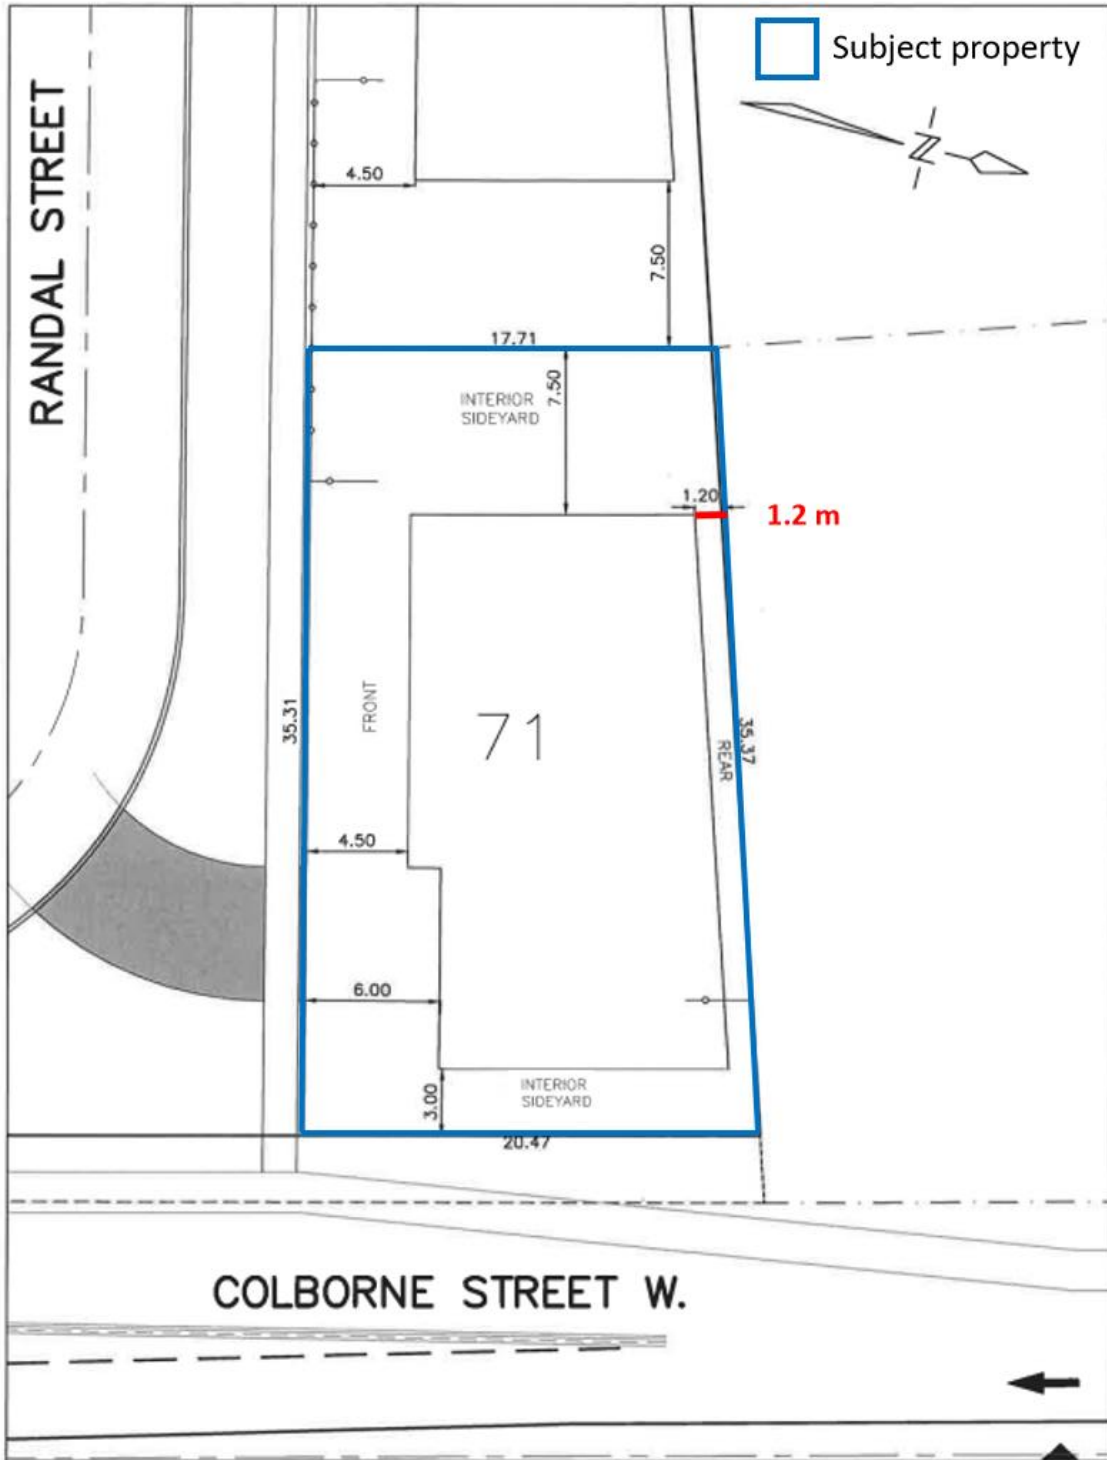 Subject property
RANDAL STREET
N
4.50
7.50
17.71
7.50
INTERIOR
SIDEYARD
1.20
1.2 m
35.31
FRONT
71
REAR
35.37
4.50
6.00
3.00
INTERIOR
SIDEYARD
20.47
COLBORNE STREET W.